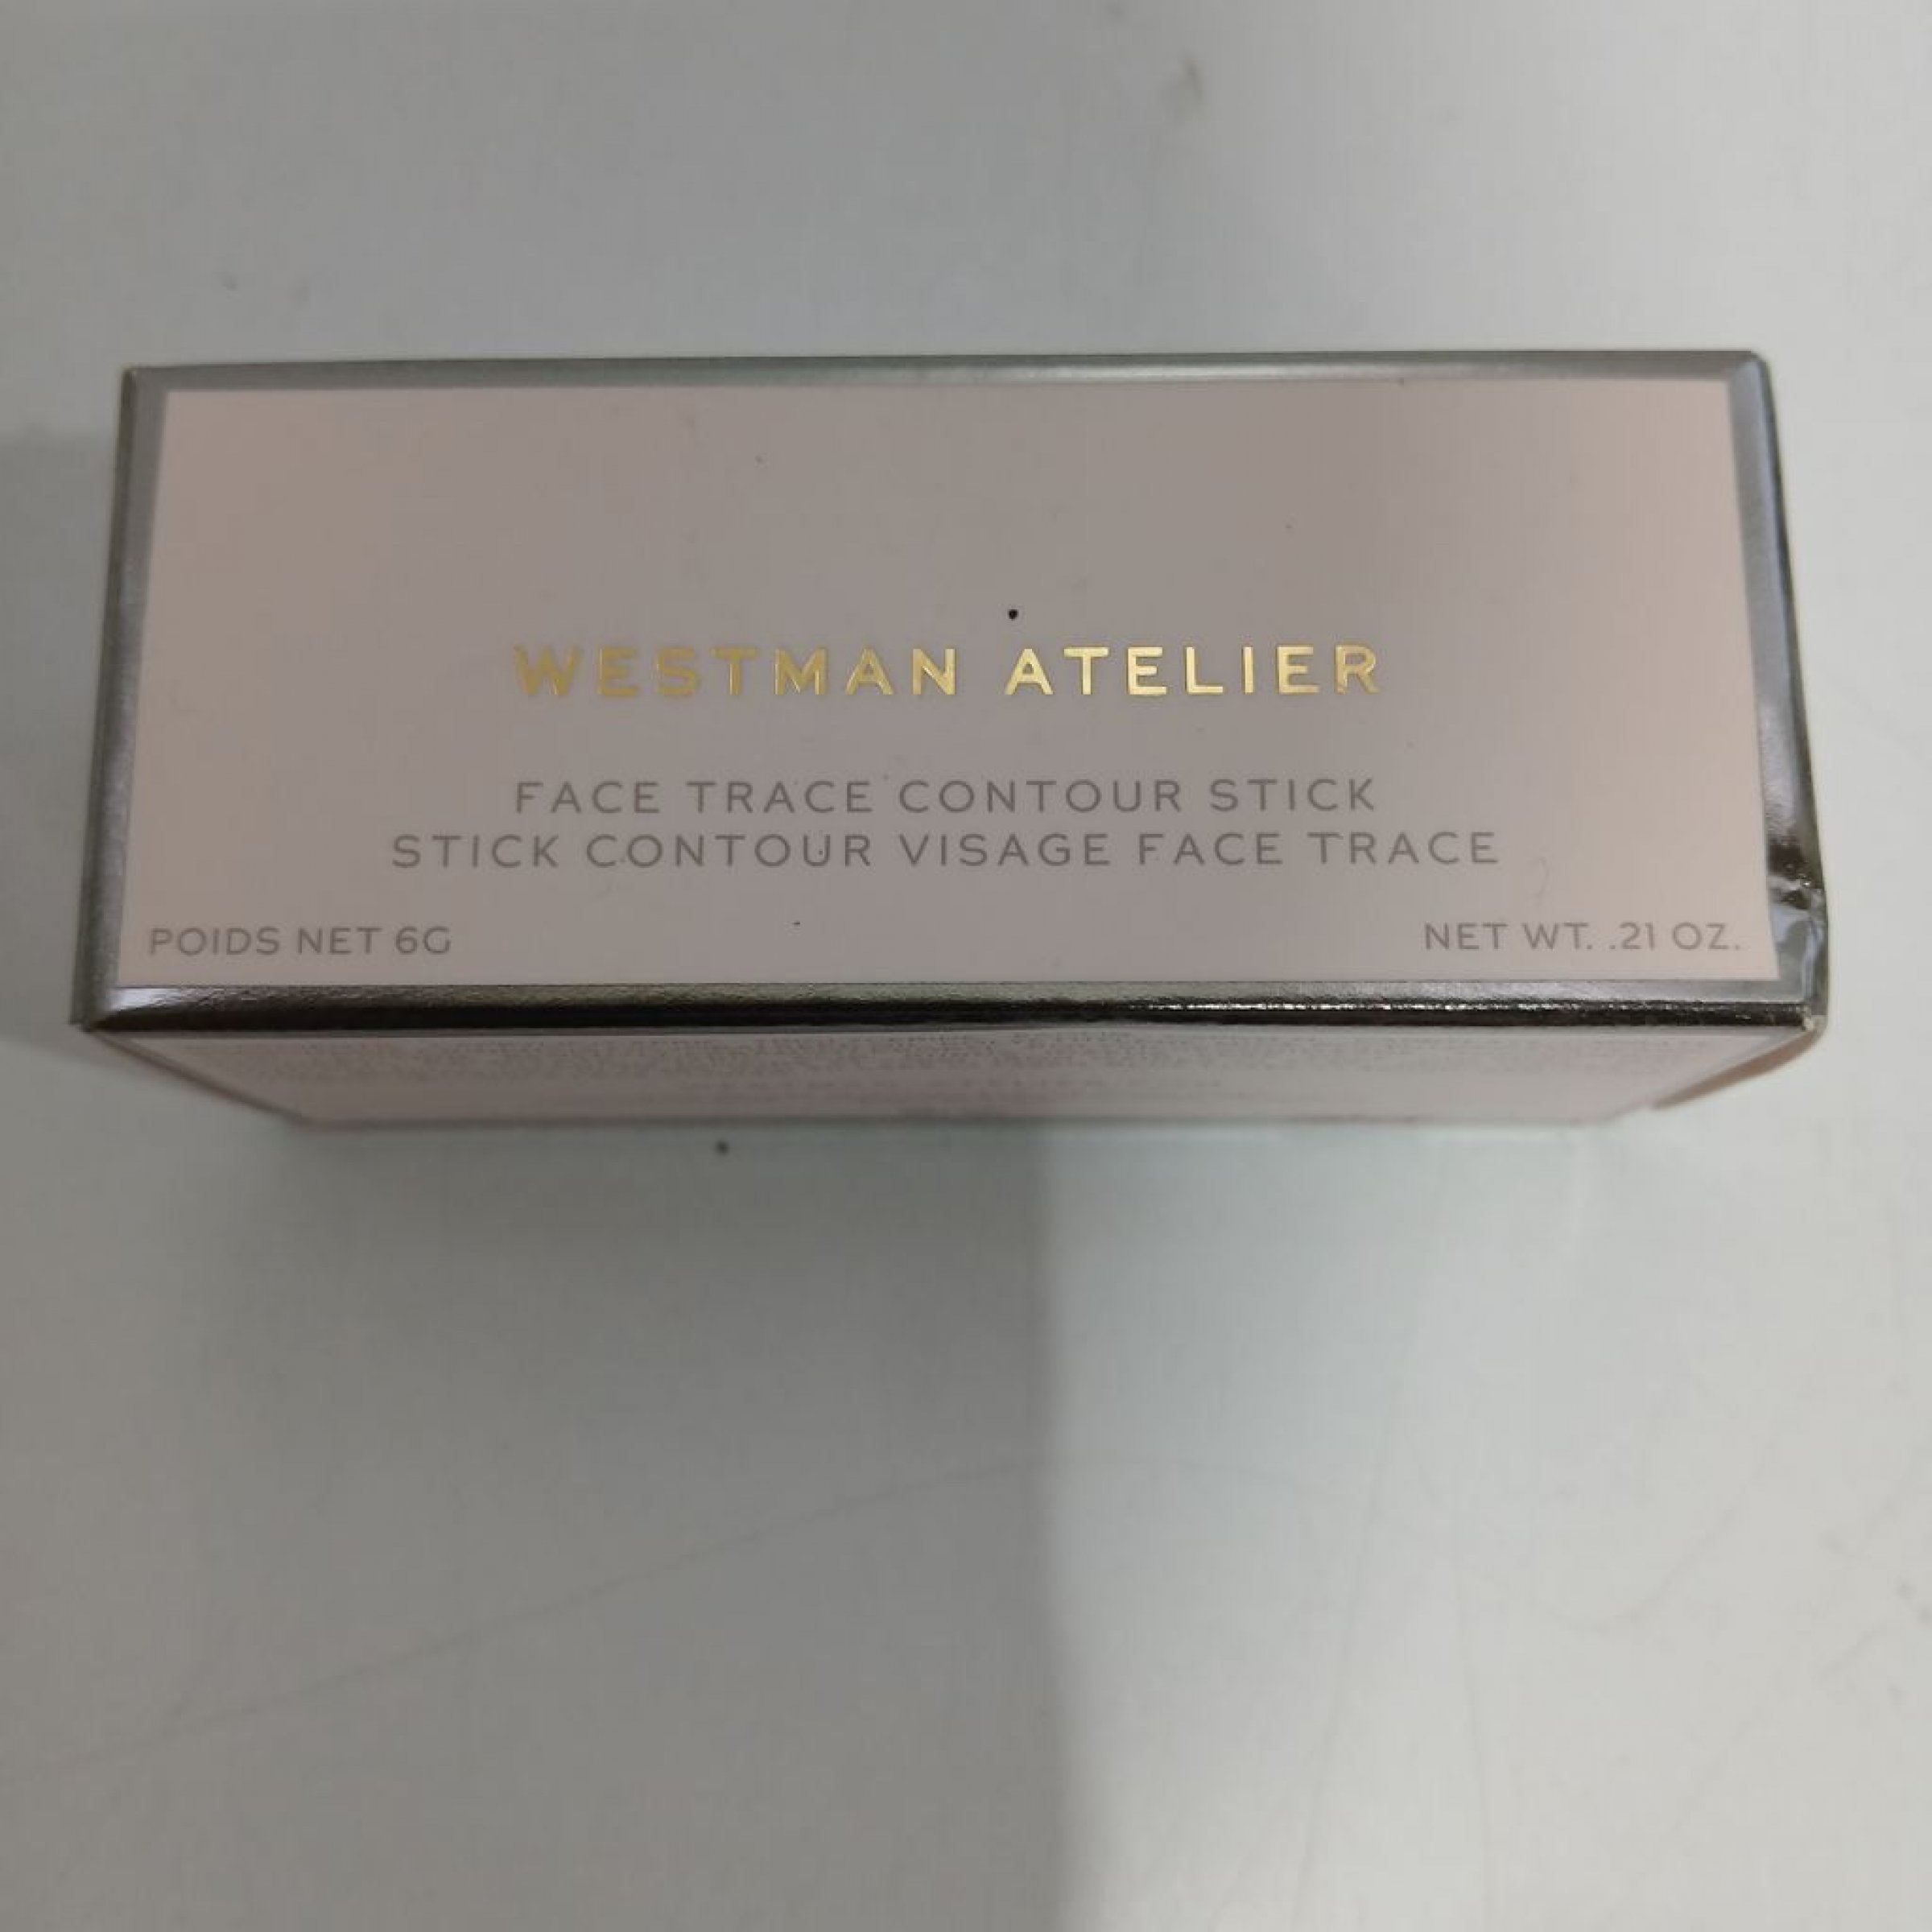 WESTMAN ATELIER
FACE TRACE CONTOUR STICK
STICK CONTOUR VISAGE FACE TRACE
POIDS NET 6G
NET WT. .21 OZ.